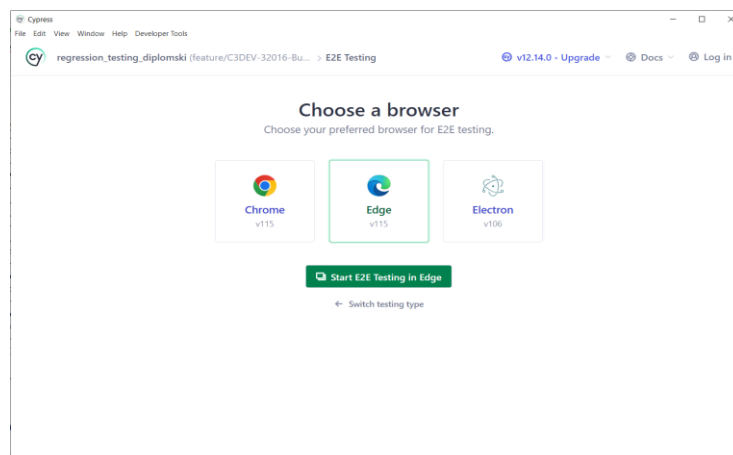 Cypress
File Edit View Window Help Developer Tools
cy regression_testing_diplomski (feature/C3DEV-32016-Bu... > E2E Testing v12.14.0 - Upgrade Docs Log in
Choose a browser
Choose your preferred browser for E2E testing.
Chrome Edge Electron
v115 v115 v106
Start E2E Testing in Edge
← Switch testing type